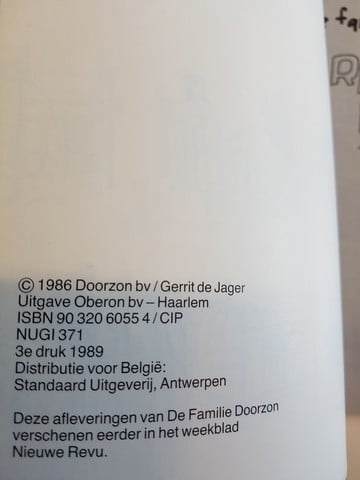 © 1986 Doorzon bv / Gerrit de Jager
Uitgave Oberon bv – Haarlem
ISBN 90 320 6055 4 / CIP
NUGI 371
3e druk 1989
Distributie voor België:
Standaard Uitgeverij, Antwerpen
Deze afleveringen van De Familie Doorzon
verschenen eerder in het weekblad
Nieuwe Revu.